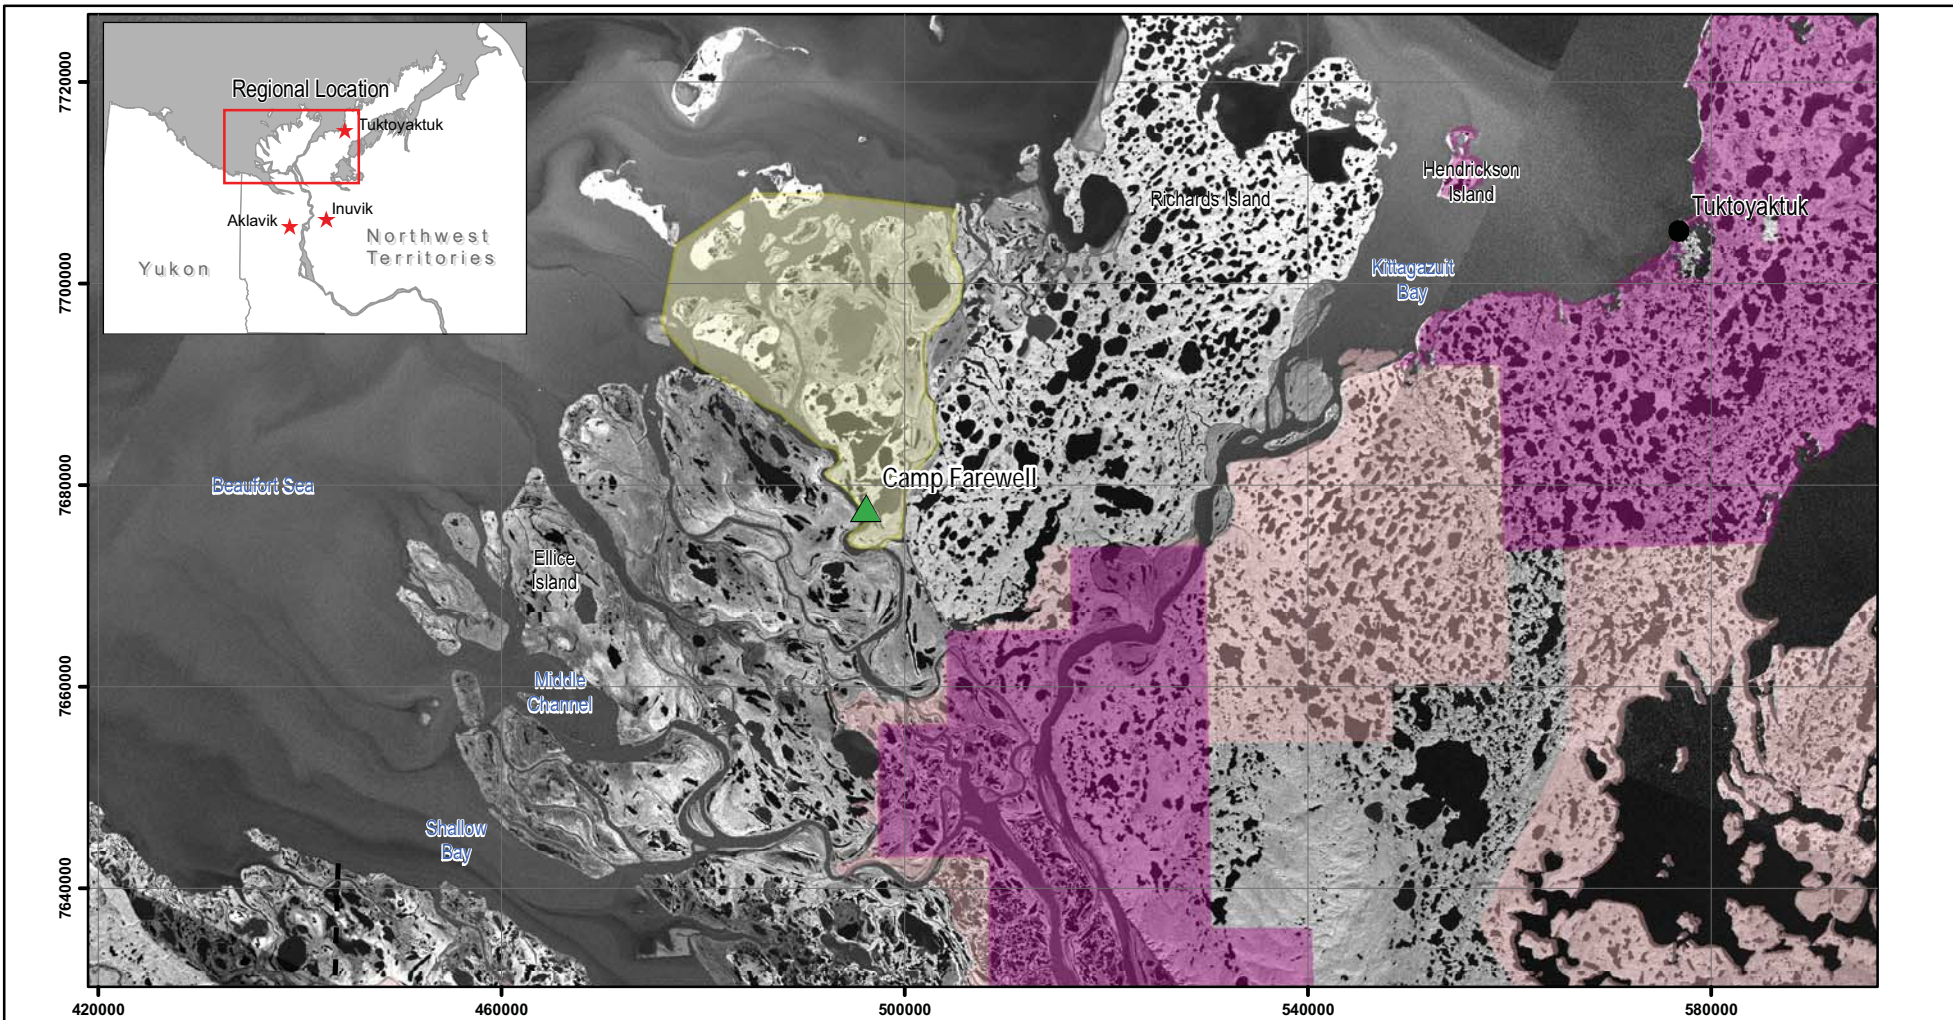 Regional Location
Tuktoyaktuk
Inuvik
Aklavik
Northwest
Territories
Yukon
7720000
7700000
7680000
7660000
7640000
Richards Island
Hendrickson
Island
Tuktoyaktuk
Kittagazuit
Bay
Camp Farewell
Beaufort Sea
Ellice
Island
Middle
Channel
Shallow
Bay
420000
460000
500000
540000
580000